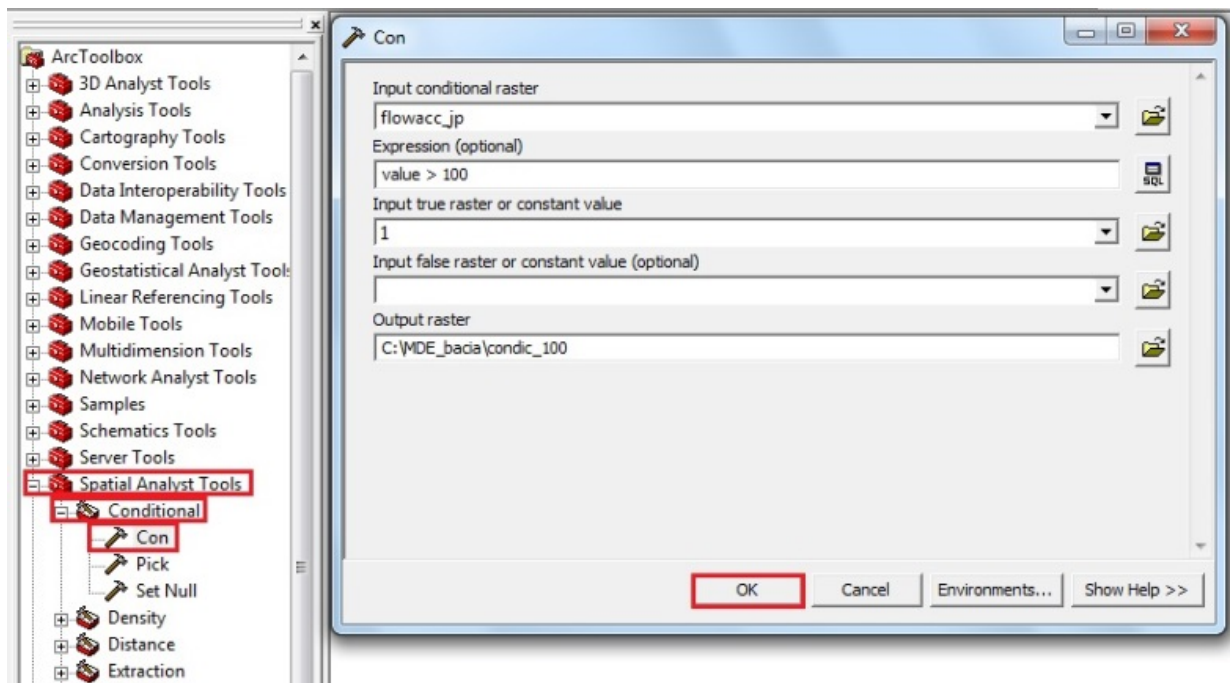 ArcToolbox
3D Analyst Tools
Analysis Tools
Cartography Tools
Conversion Tools
Data Interoperability Tools
Data Management Tools
Geocoding Tools
Geostatistical Analyst Tools
Linear Referencing Tools
Mobile Tools
Multidimension Tools
Network Analyst Tools
Samples
Schematics Tools
Server Tools
Spatial Analyst Tools
Conditional
Con
Pick
Set Null
Density
Distance
Extraction
Con
Input conditional raster
flowacc_jp
Expression (optional)
value > 100
SQL
Input true raster or constant value
1
Input false raster or constant value (optional)
Output raster
C:\MDE_bacia\condic_100
OK
Cancel
Environments...
Show Help >>